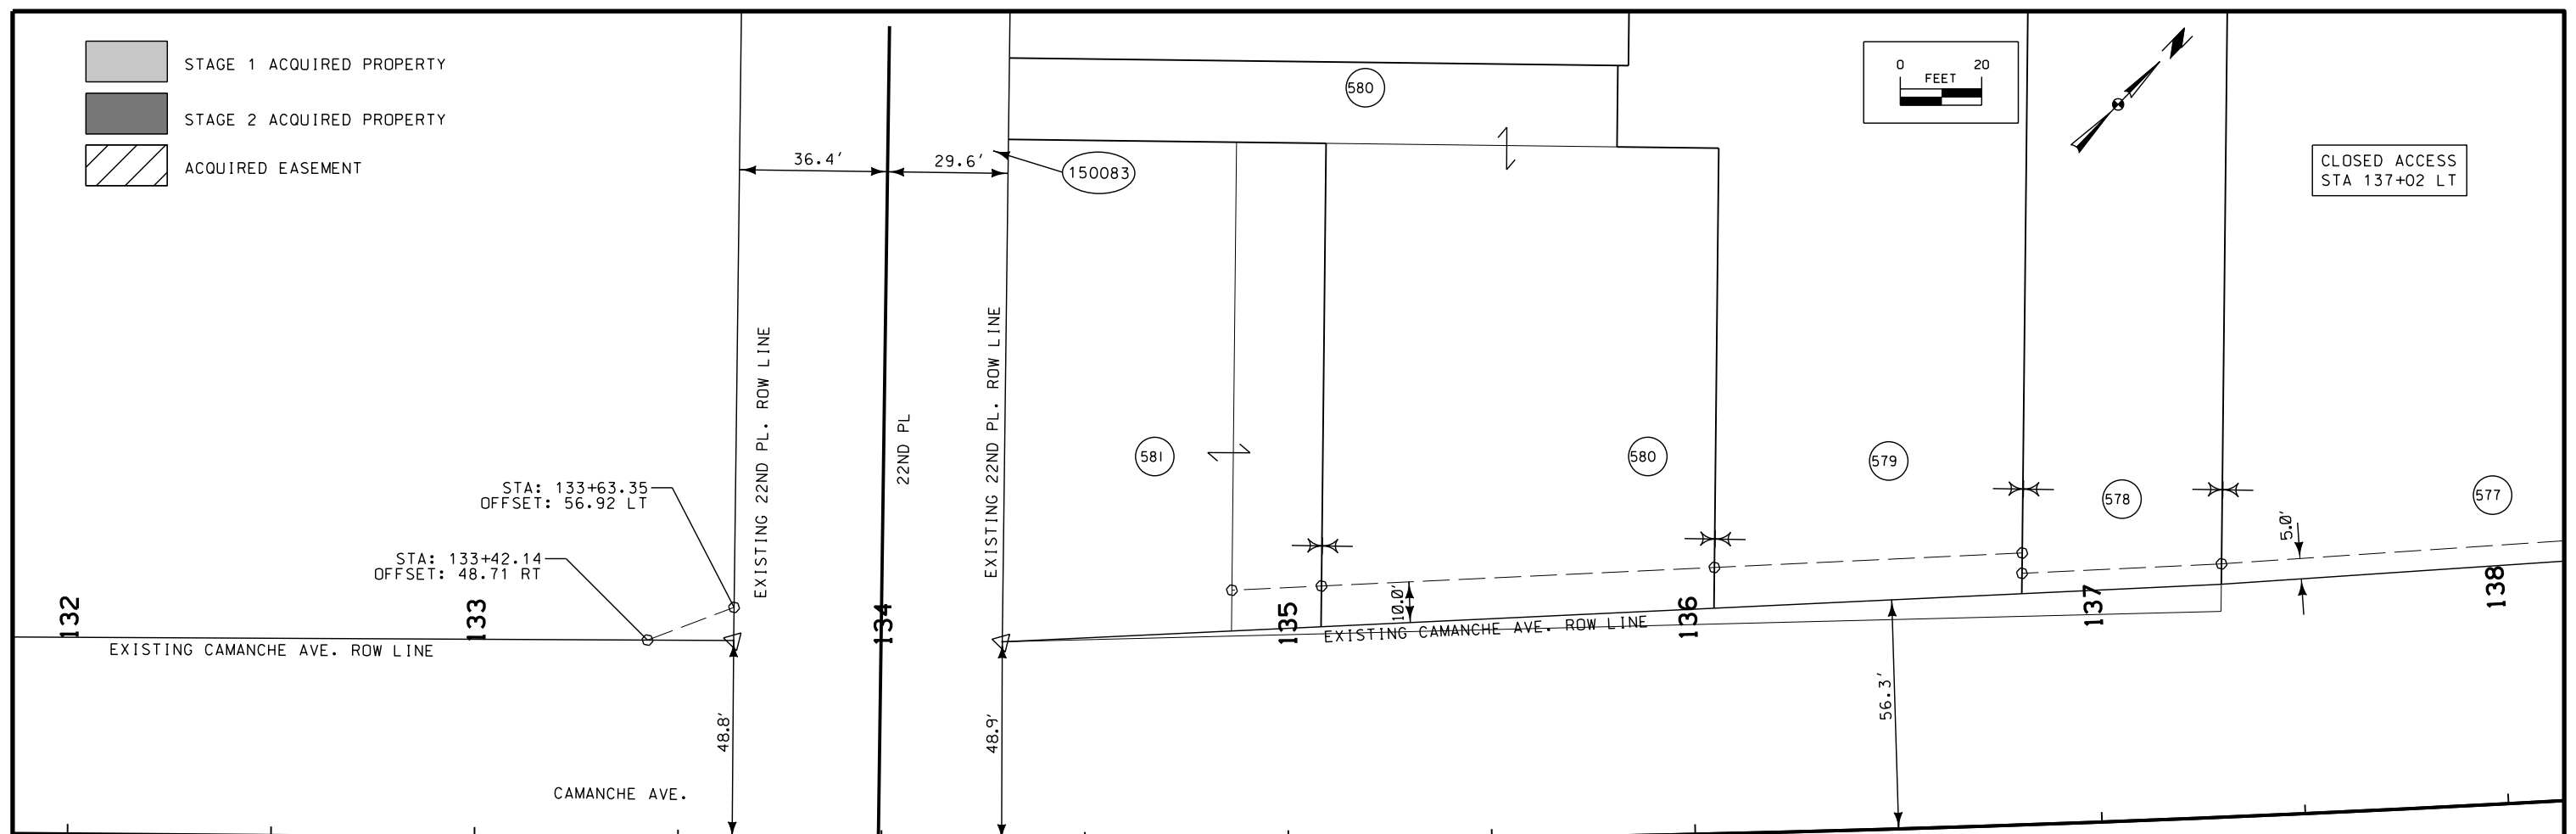 STAGE 1 ACQUIRED PROPERTY
STAGE 2 ACQUIRED PROPERTY
ACQUIRED EASEMENT
36.4'
29.6'
150083
580
0 20
FEET
CLOSED ACCESS
STA 137+02 LT
EXISTING 22ND PL. ROW LINE
22ND PL
EXISTING 22ND PL. ROW LINE
581
580
579
578
577
5.0'
10.0'
STA: 133+63.35
OFFSET: 56.92 LT
STA: 133+42.14
OFFSET: 48.71 RT
132
133
134
135
136
137
138
EXISTING CAMANCHE AVE. ROW LINE
EXISTING CAMANCHE AVE. ROW LINE
48.8'
48.9'
56.3'
CAMANCHE AVE.